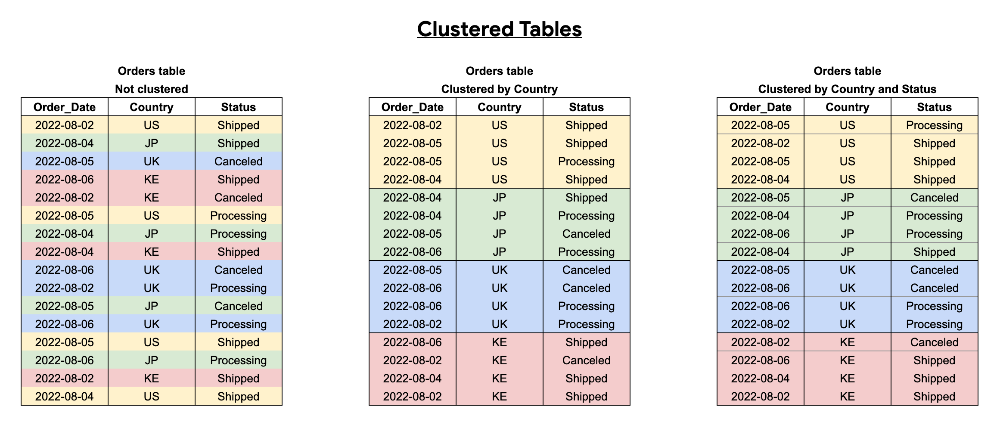 Clustered Tables
Orders table
Not clustered
Order_Date Country Status
2022-08-02 US Shipped
2022-08-04 JP Shipped
2022-08-05 UK Canceled
2022-08-06 KE Shipped
2022-08-02 KE Canceled
2022-08-05 US Processing
2022-08-04 JP Processing
2022-08-04 KE Shipped
2022-08-06 UK Canceled
2022-08-02 UK Processing
2022-08-05 JP Canceled
2022-08-06 UK Processing
2022-08-05 US Shipped
2022-08-06 JP Processing
2022-08-02 KE Shipped
2022-08-04 US Shipped
Orders table
Clustered by Country
Order_Date Country Status
2022-08-02 US Shipped
2022-08-05 US Shipped
2022-08-05 US Processing
2022-08-04 US Shipped
2022-08-04 JP Shipped
2022-08-04 JP Processing
2022-08-05 JP Canceled
2022-08-06 JP Processing
2022-08-05 UK Canceled
2022-08-06 UK Canceled
2022-08-06 UK Processing
2022-08-02 UK Processing
2022-08-06 KE Shipped
2022-08-02 KE Canceled
2022-08-04 KE Shipped
2022-08-02 KE Shipped
Orders table
Clustered by Country and Status
Order_Date Country Status
2022-08-05 US Processing
2022-08-02 US Shipped
2022-08-05 US Shipped
2022-08-04 US Shipped
2022-08-05 JP Canceled
2022-08-04 JP Processing
2022-08-06 JP Processing
2022-08-04 JP Shipped
2022-08-05 UK Canceled
2022-08-06 UK Canceled
2022-08-06 UK Processing
2022-08-02 UK Processing
2022-08-02 KE Canceled
2022-08-06 KE Shipped
2022-08-04 KE Shipped
2022-08-02 KE Shipped